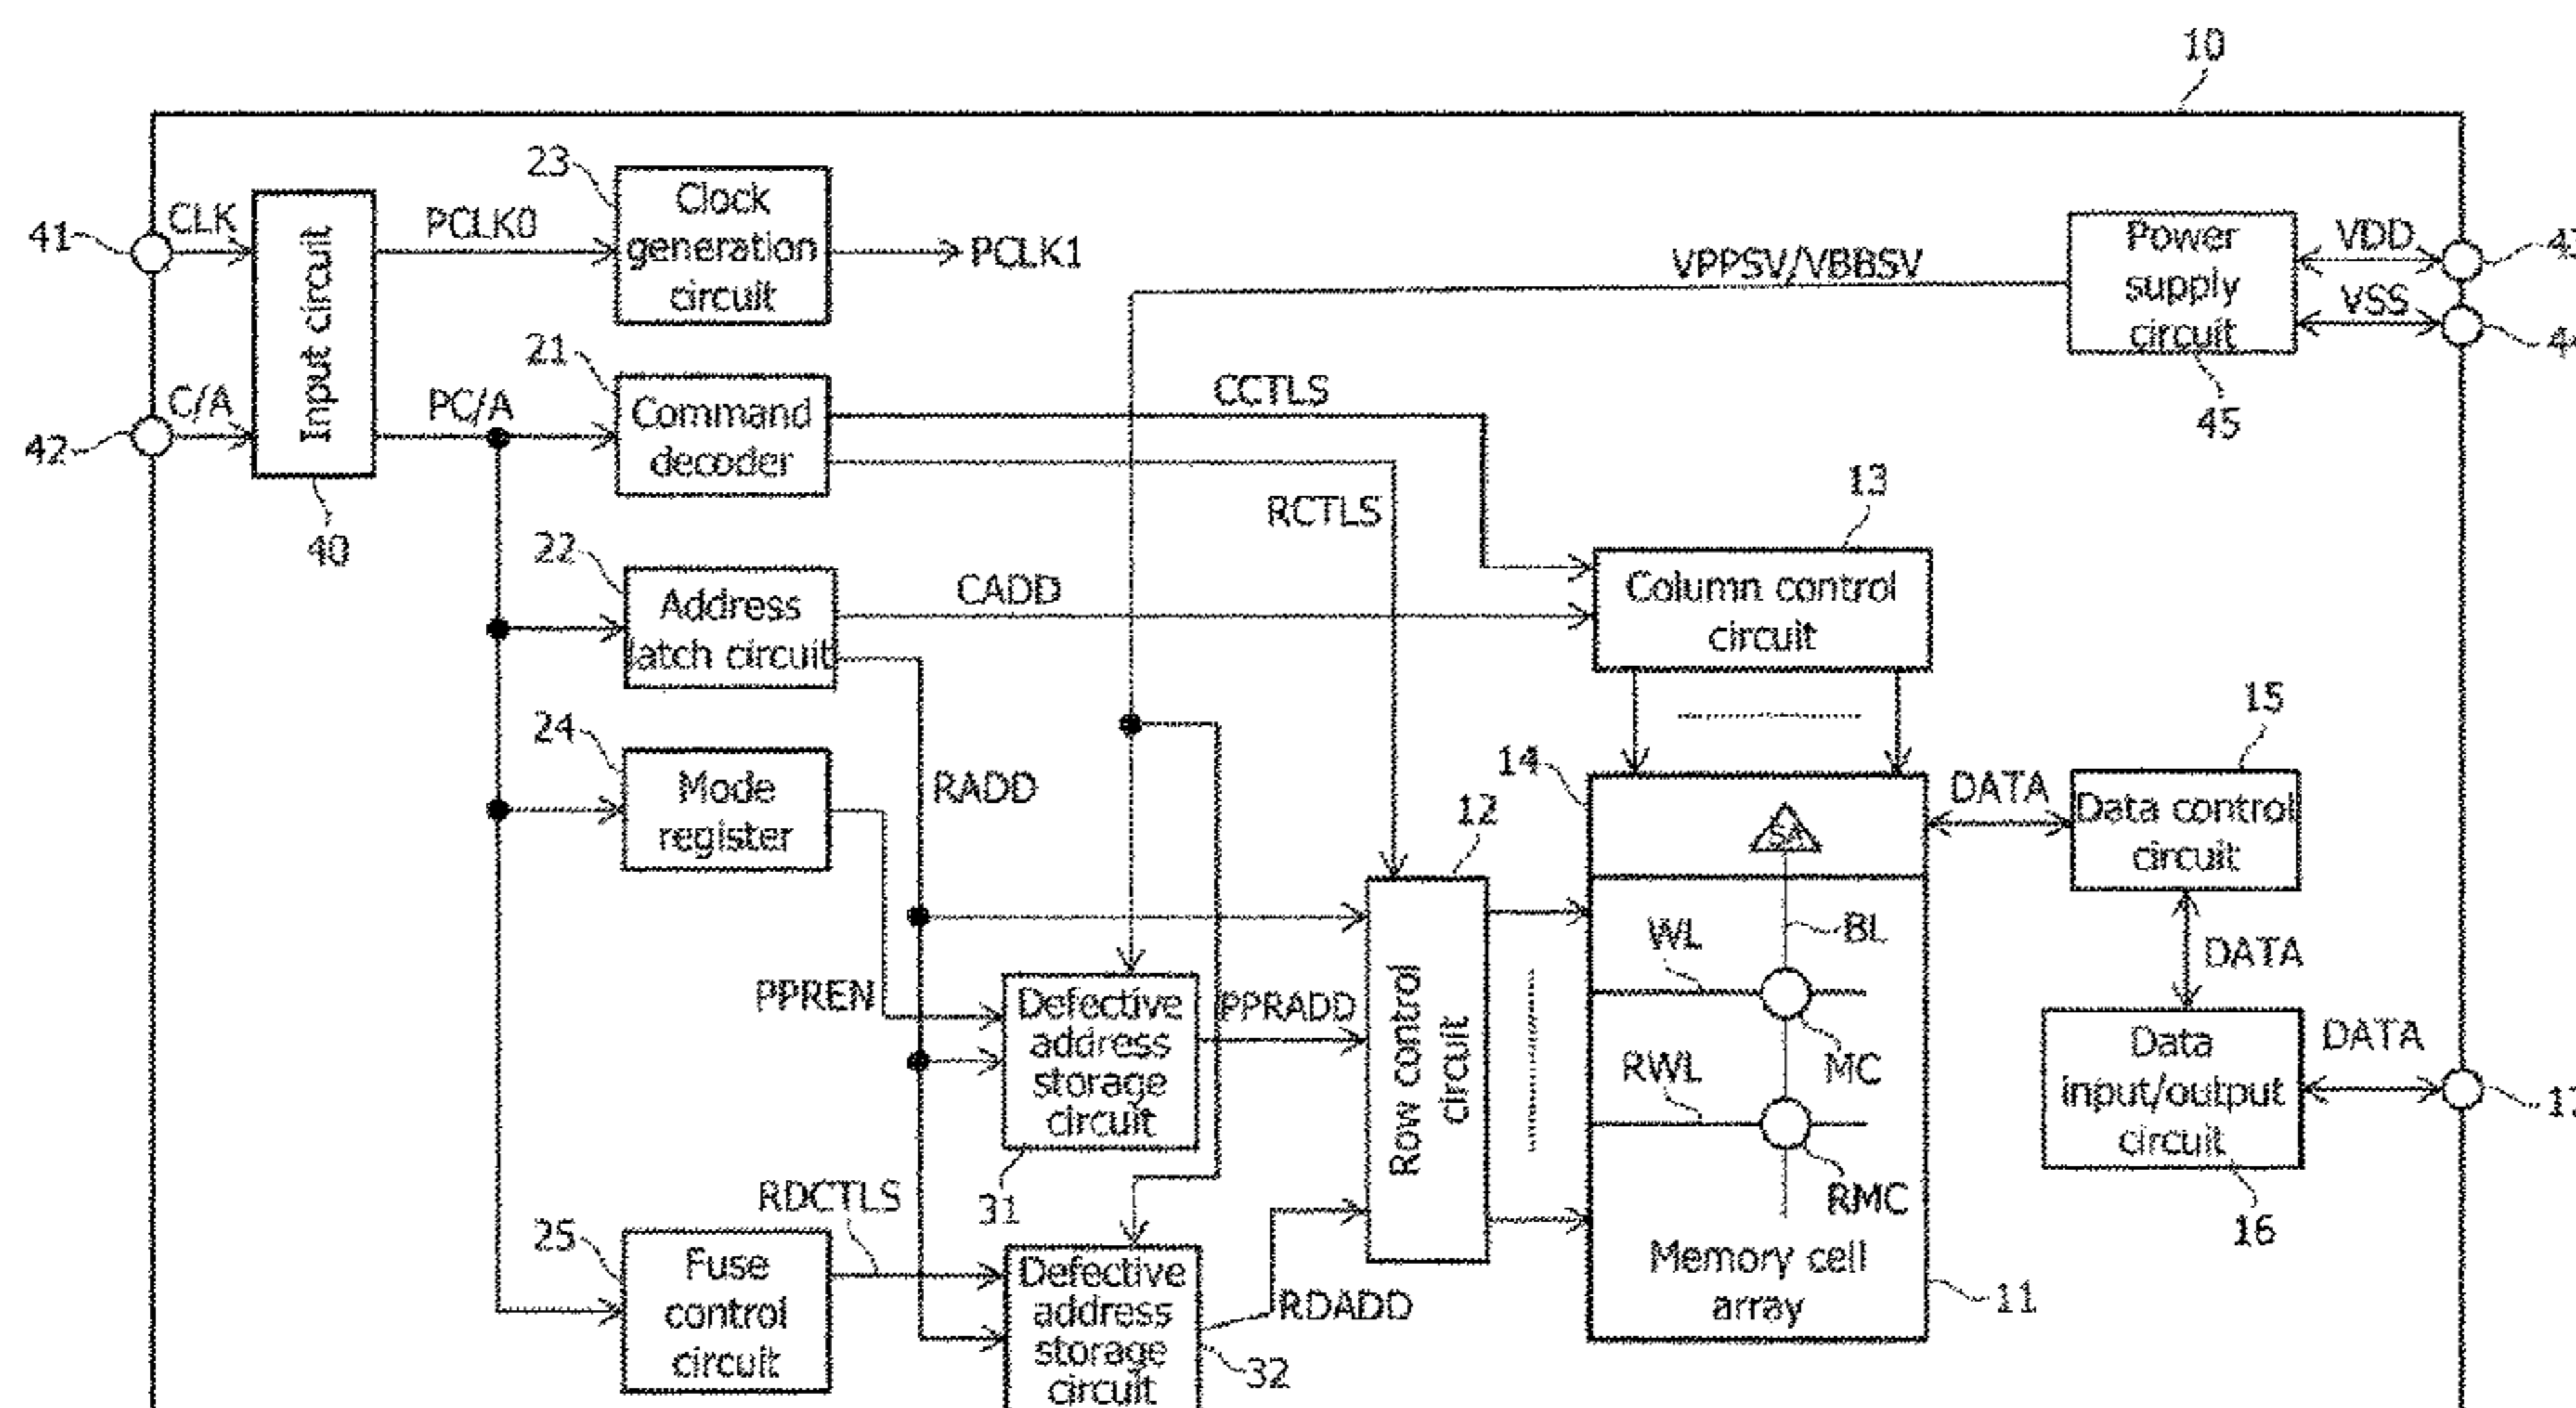 10
23
Clock
generation
circuit
41
CLK
Input circuit
PCLK0
PCLK1
VPPSV/VBBSV
Power
supply
circuit
VDD
VSS
45
21
Command
decoder
42
C/A
PC/A
CCTLS
RCTLS
40
13
Column control
circuit
22
Address
latch circuit
CADD
24
Mode
register
RADD
14
SA
15
DATA
Data control
circuit
12
Row control
circuit
WL
BL
DATA
PPREN
Defective
address
storage
circuit
PPRADD
RWL
MC
Data
input/output
circuit
DATA
31
RMC
16
RDCTLS
25
Fuse
control
circuit
Defective
address
storage
circuit
RDADD
32
Memory cell
array
11